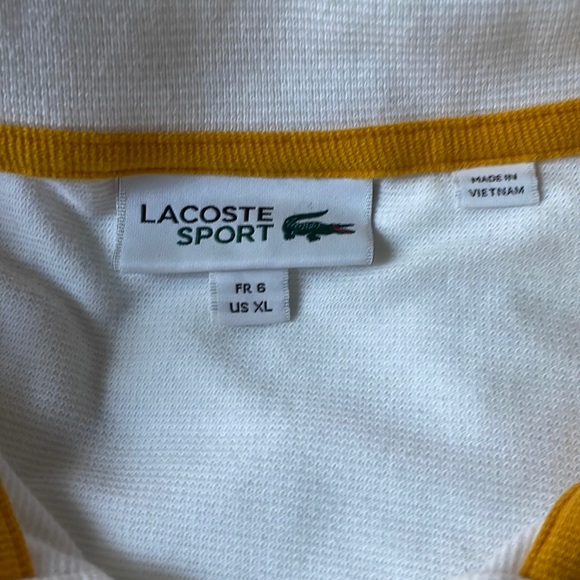 LACOSTE
SPORT
FR 6
US XL
MADE IN
VIETNAM